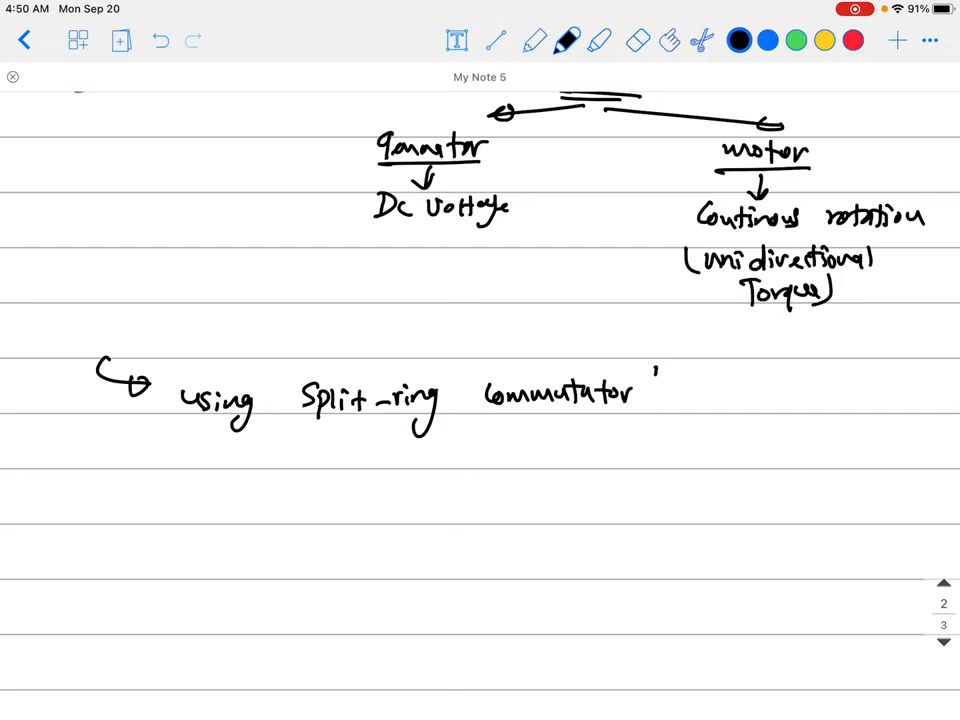 4:50 AM Mon Sep 20
91%
My Note 5
generator
motor
DC Voltage
Continous rotation
(unidirectional
Torque)
using split-ring commutator
2
3